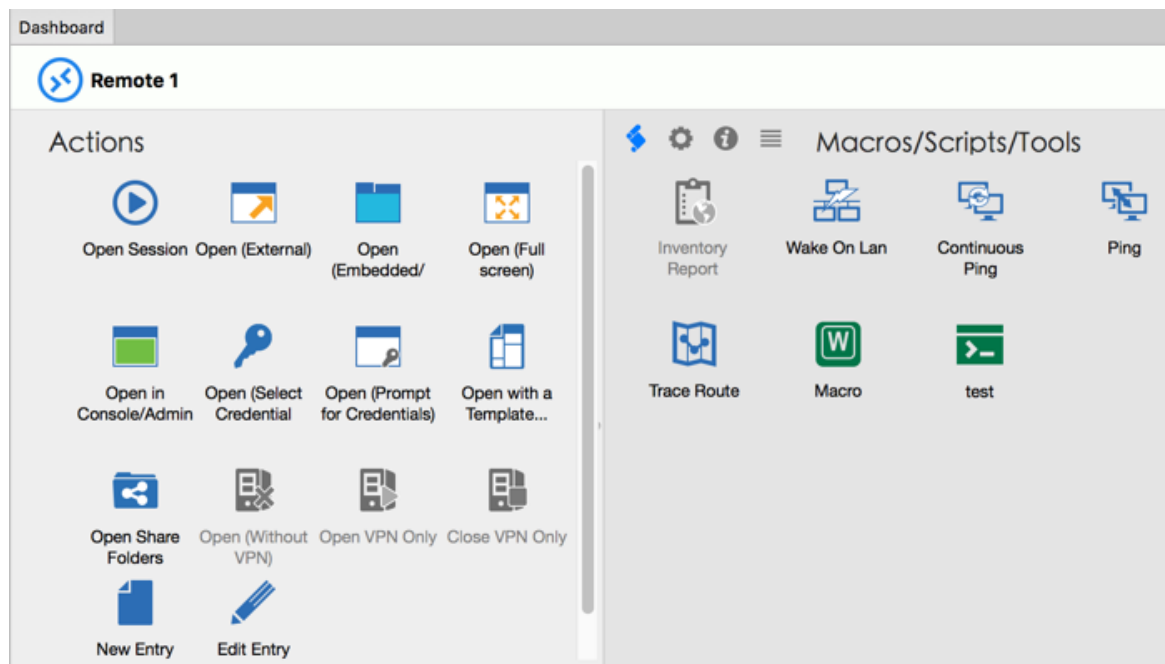 Dashboard
Remote 1
Actions
Open Session
Open (External)
Open
(Embedded/
Open (Full
screen)
Open in
Console/Admin
Open (Select
Credential
Open (Prompt
for Credentials)
Open with a
Template...
Open Share
Folders
Open (Without
VPN)
Open VPN Only
Close VPN Only
New Entry
Edit Entry
Macros/Scripts/Tools
Inventory
Report
Wake On Lan
Continuous
Ping
Ping
Trace Route
W
Macro
test